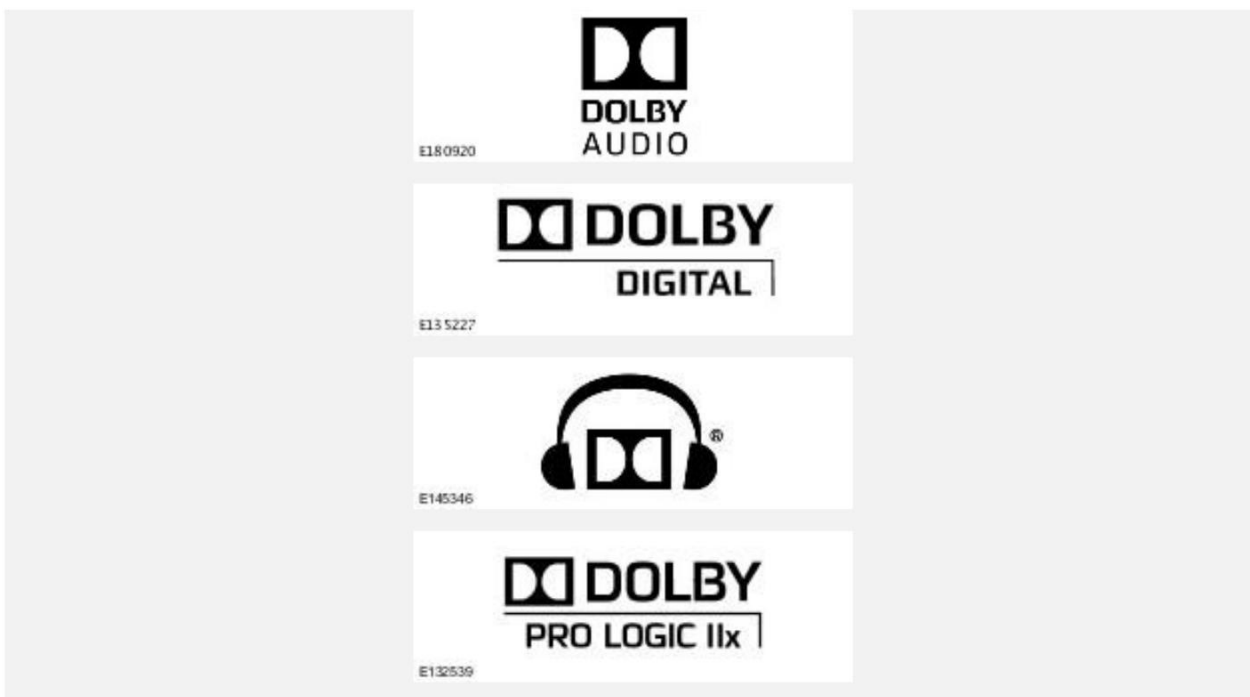 DOLBY
AUDIO
E180920
DOLBY
DIGITAL
E135227
®
E145346
DOLBY
PRO LOGIC IIx
E132539